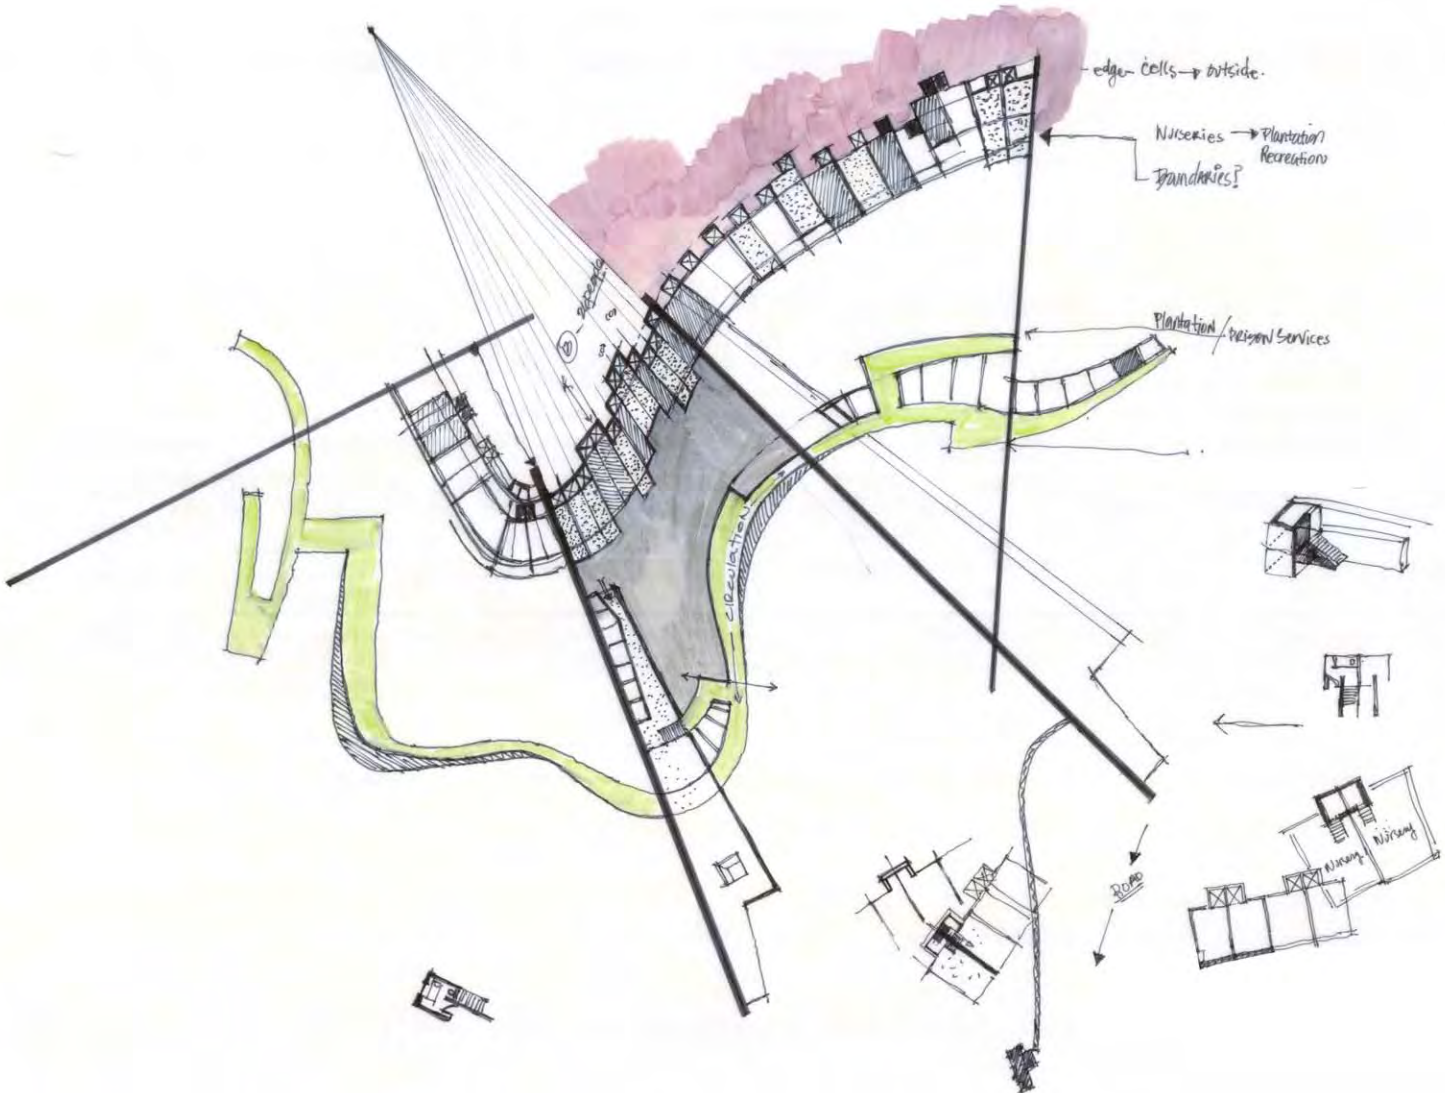 edge cells → outside.
Nurseries → Plantation
Recreation
Boundaries?
Plantation / PRISON Services
CIRCULATION
ROAD
Nursery
Nursery